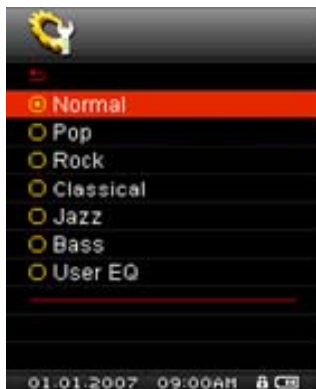 Normal
Pop
Rock
Classical
Jazz
Bass
User EQ
01.01.2007 09:00AM